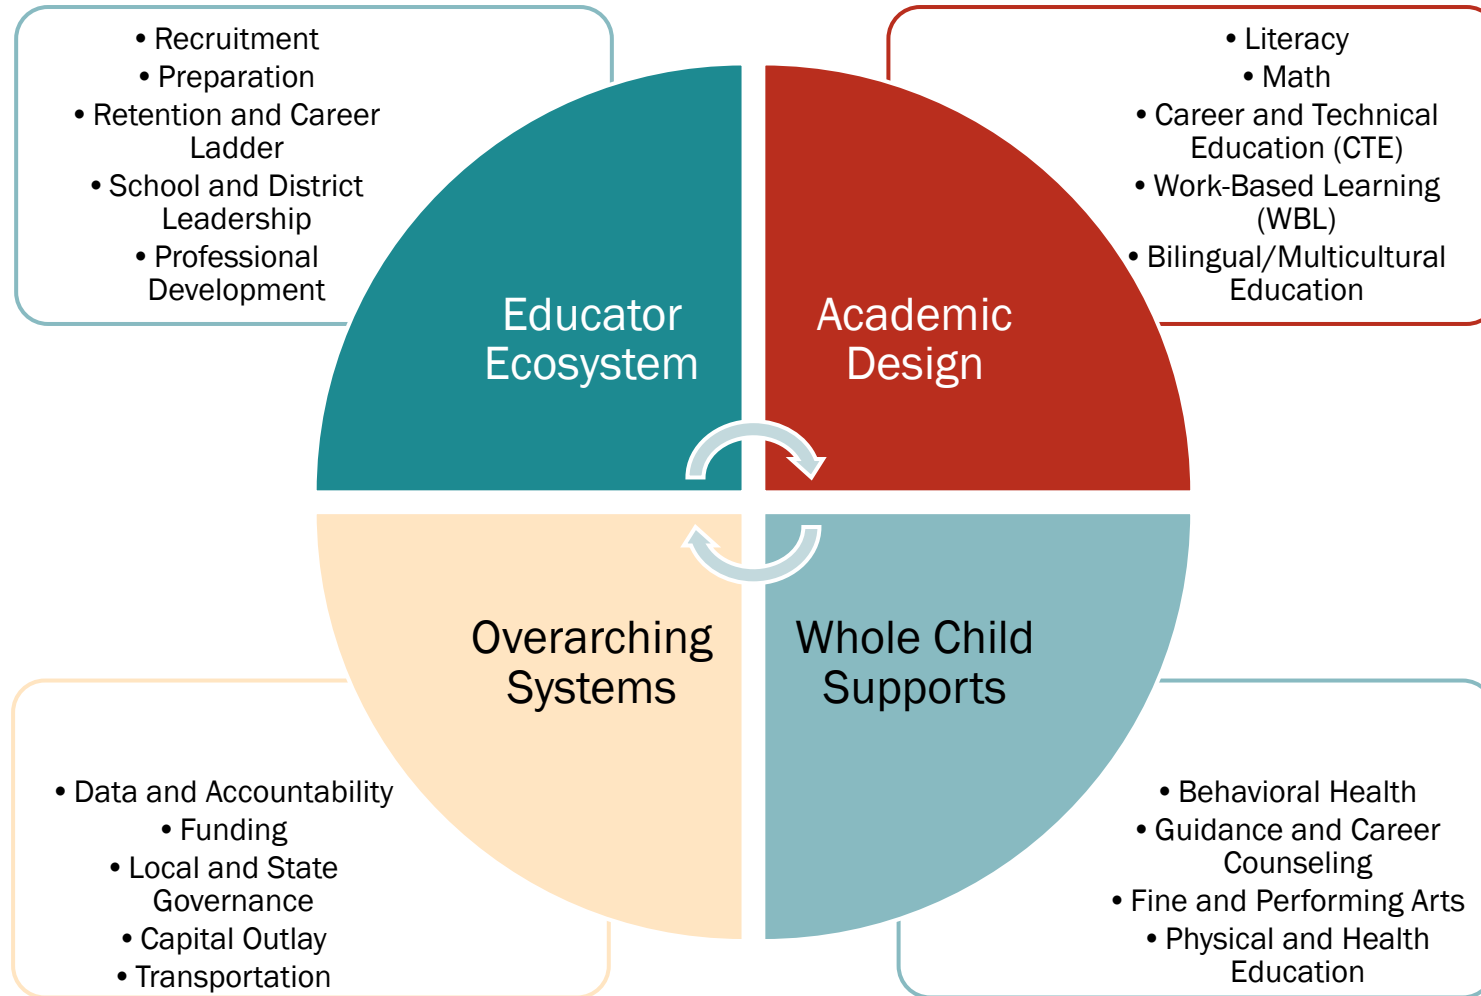 • Recruitment
• Preparation
• Retention and Career
Ladder
• School and District
Leadership
• Professional
Development
• Literacy
• Math
• Career and Technical
Education (CTE)
• Work-Based Learning
(WBL)
• Bilingual/Multicultural
Education
Educator
Ecosystem
Academic
Design
Overarching
Systems
Whole Child
Supports
• Data and Accountability
• Funding
• Local and State
Governance
• Capital Outlay
• Transportation
• Behavioral Health
• Guidance and Career
Counseling
• Fine and Performing Arts
• Physical and Health
Education